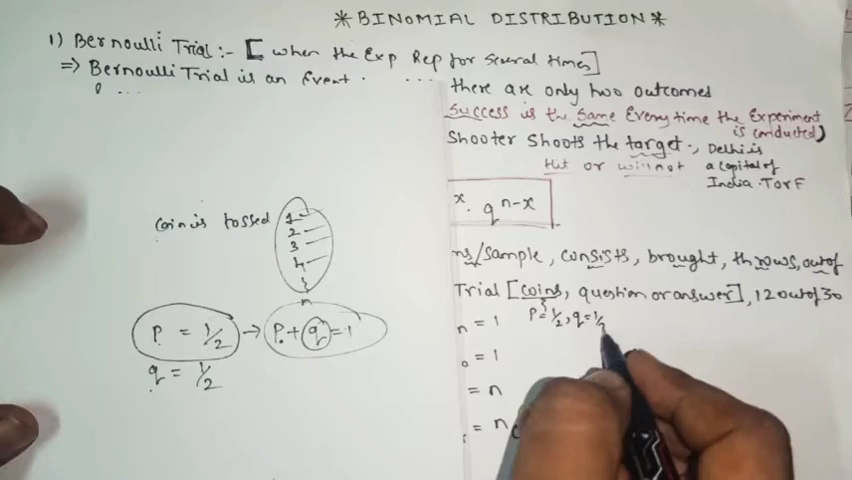 *BINOMIAL DISTRIBUTION*
1) Bernoulli Trial:- [when the Exp Rep for several times]
=> Bernoulli Trial is an Event
there are only two outcomes
success is the same Every time the Experiment
is conducted)
shooter shoots the target., Delhi is
Hit or will not a capital of
India. T or F
x. q n-x
ns/sample, consists, brought, throws, out of
Trial [coins, question or answer], 12 out of 30
P=1/2, q=1/2
n = 1
0 = 1
= n
= n
Coin is tossed 1
2
3
4
n
P = 1/2 → P + q = 1
q = 1/2